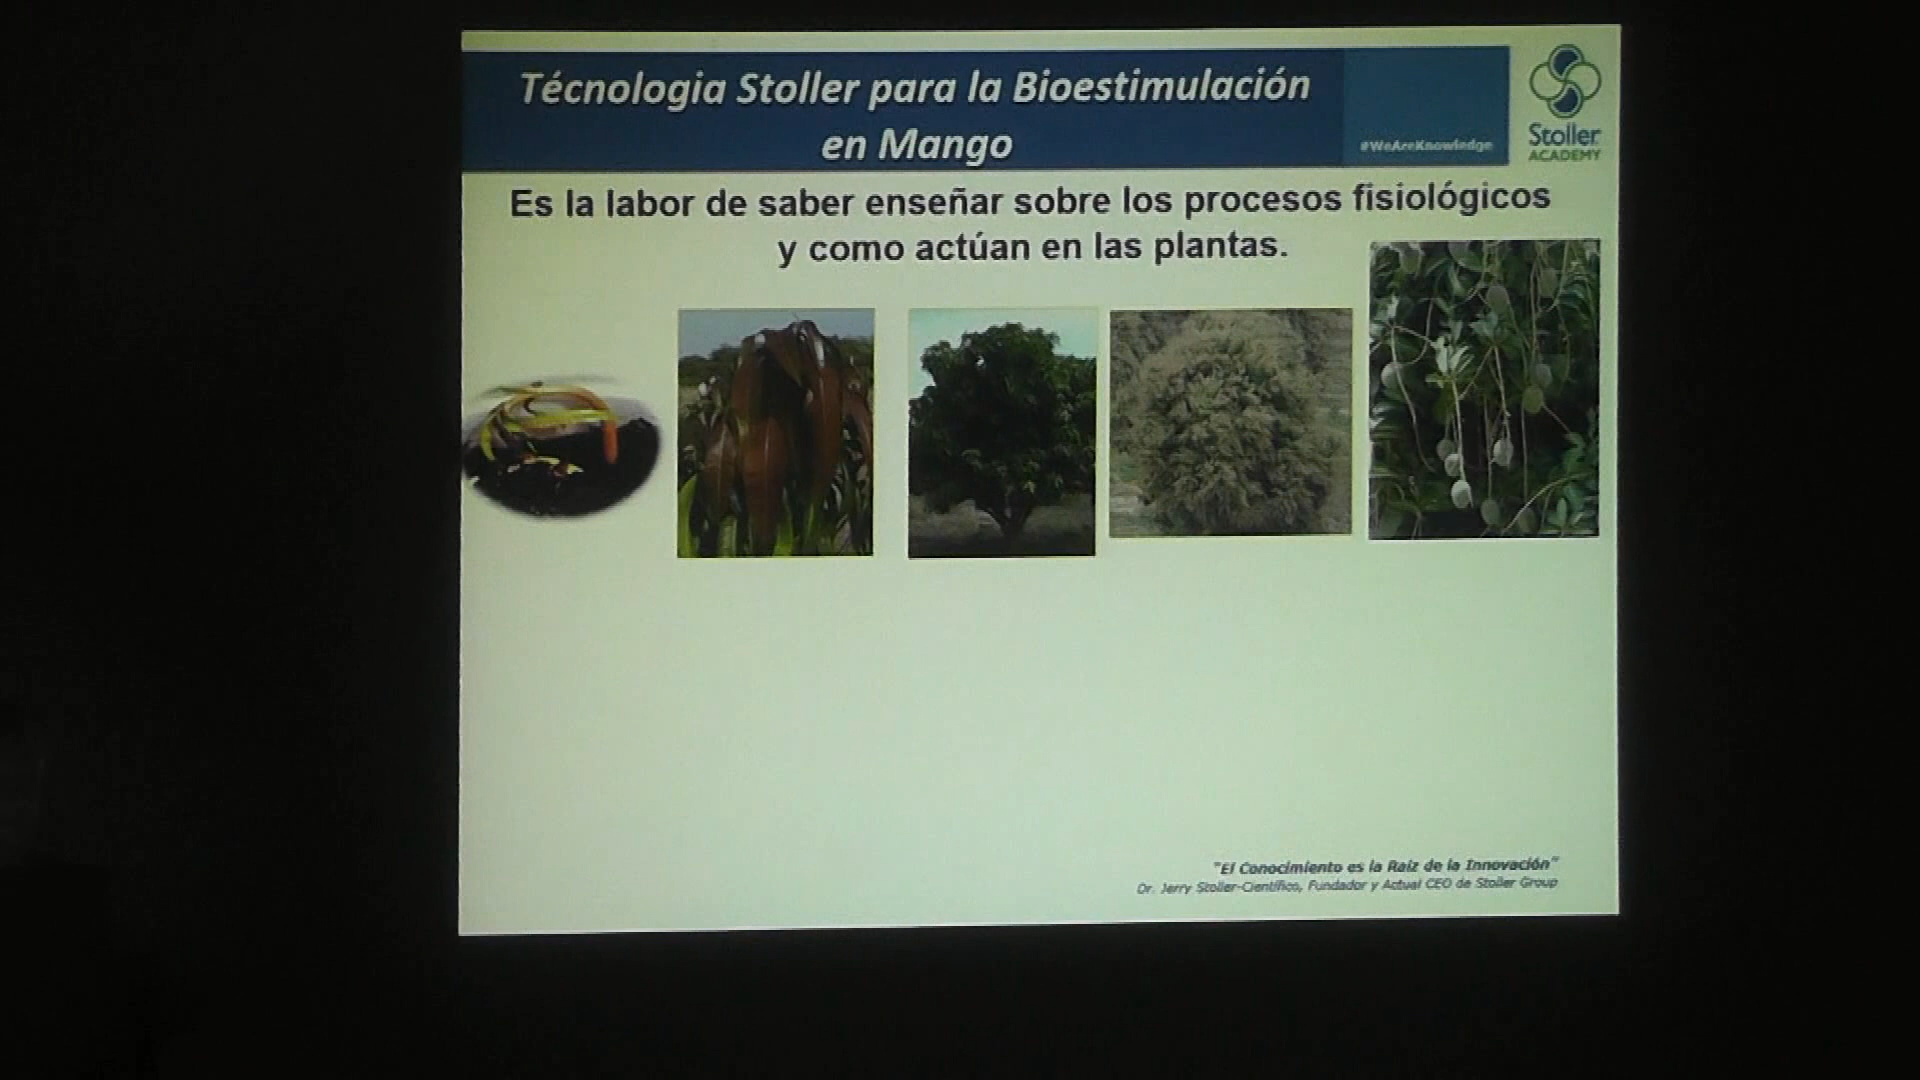 Técnologia Stoller para la Bioestimulación
en Mango
#WeAreKnowledge
Stoller
ACADEMY
Es la labor de saber enseñar sobre los procesos fisiológicos
y como actúan en las plantas.
"El Conocimiento es la Raíz de la Innovación"
Dr. Jerry Stoller-Científico, Fundador y Actual CEO de Stoller Group